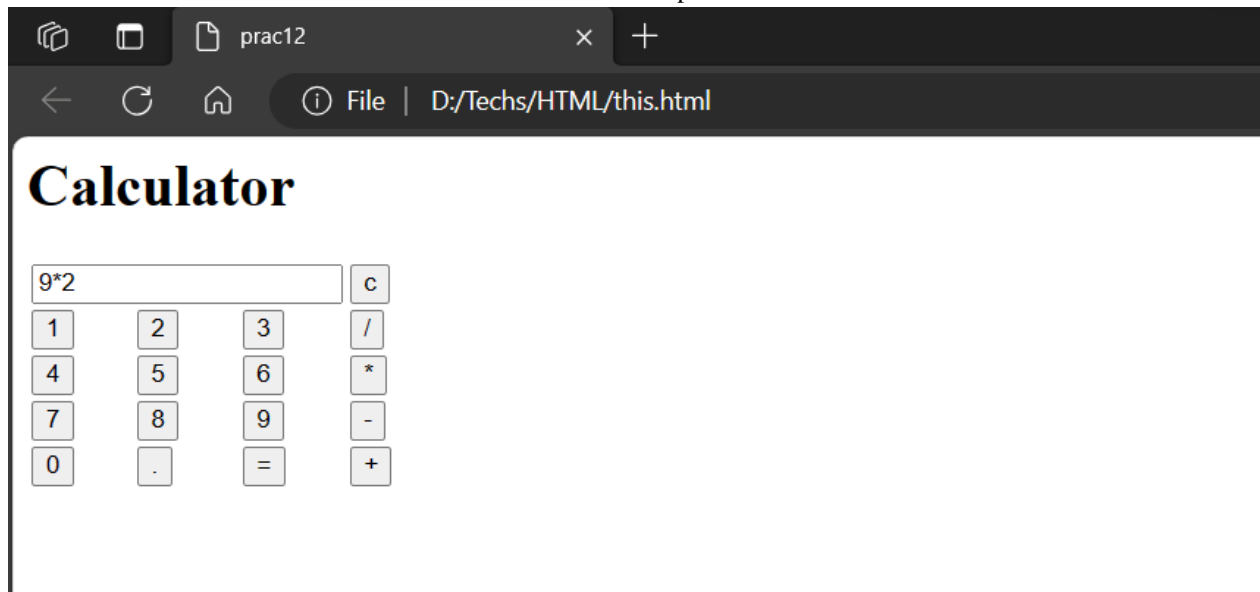 prac12
File | D:/Techs/HTML/this.html
Calculator
9*2 c
1 2 3 /
4 5 6 *
7 8 9 -
0 . = +